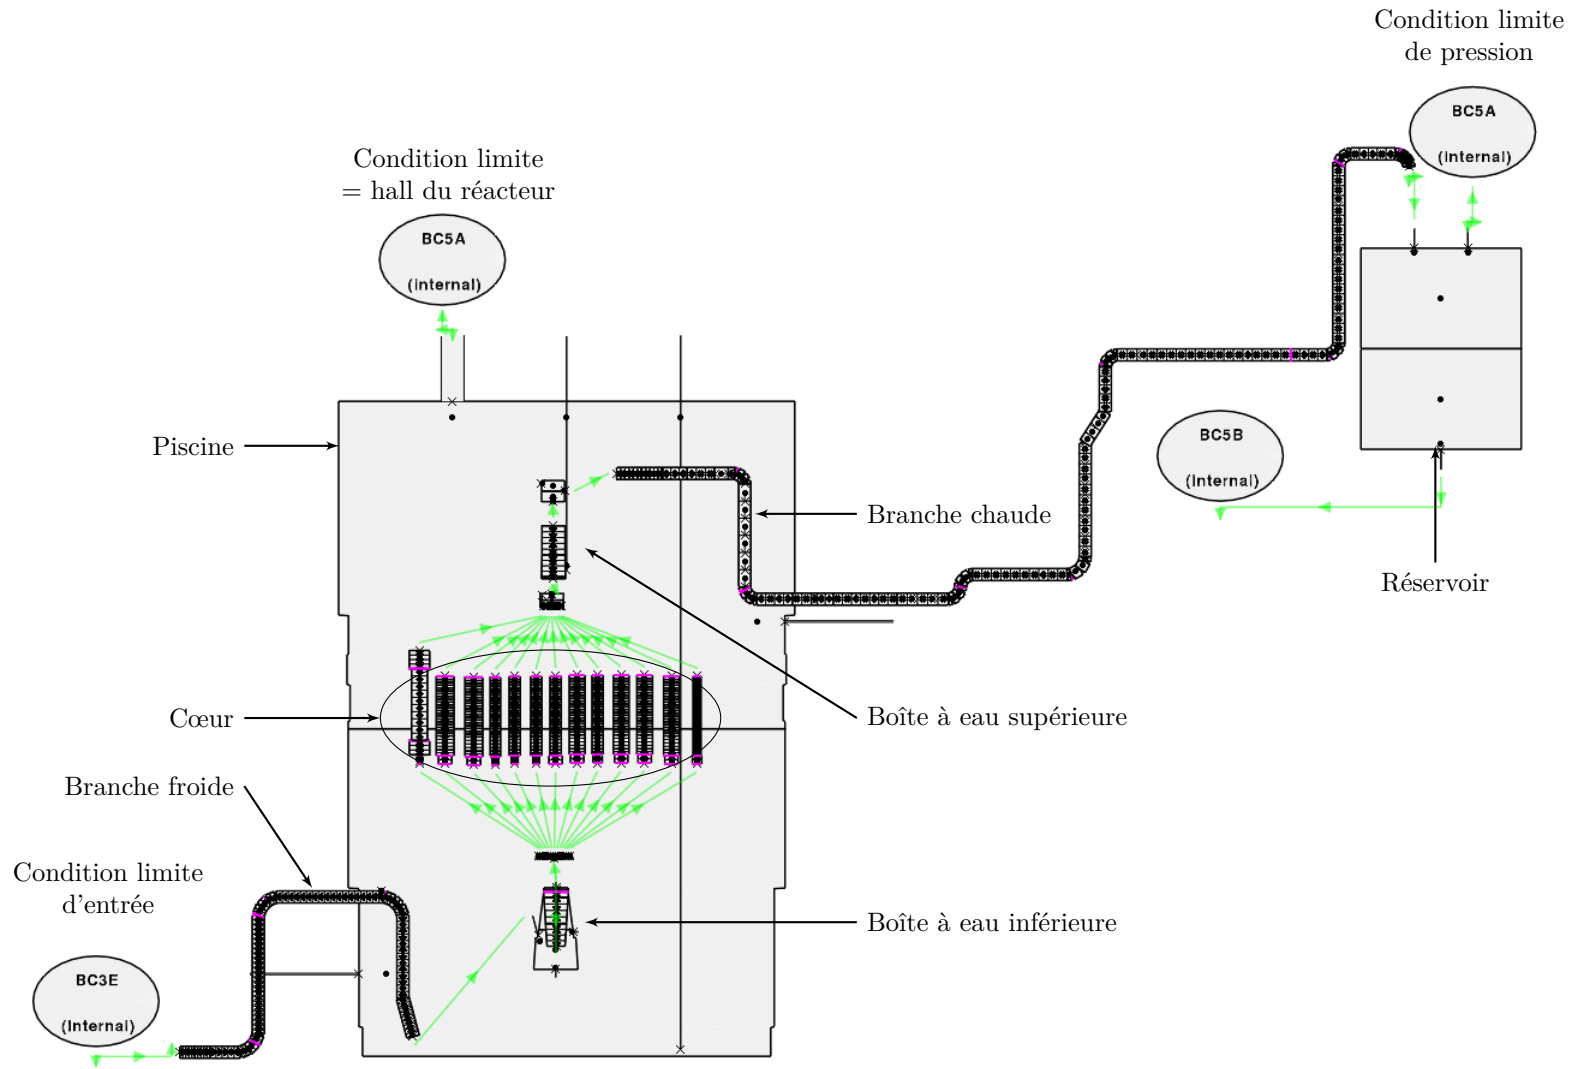 Condition limite
de pression
BC5A
(Internal)
Condition limite
= hall du réacteur
BC5A
(Internal)
Piscine
BC5B
(Internal)
Branche chaude
Réservoir
Cœur
Boîte à eau supérieure
Branche froide
Condition limite
d'entrée
Boîte à eau inférieure
BC3E
(Internal)